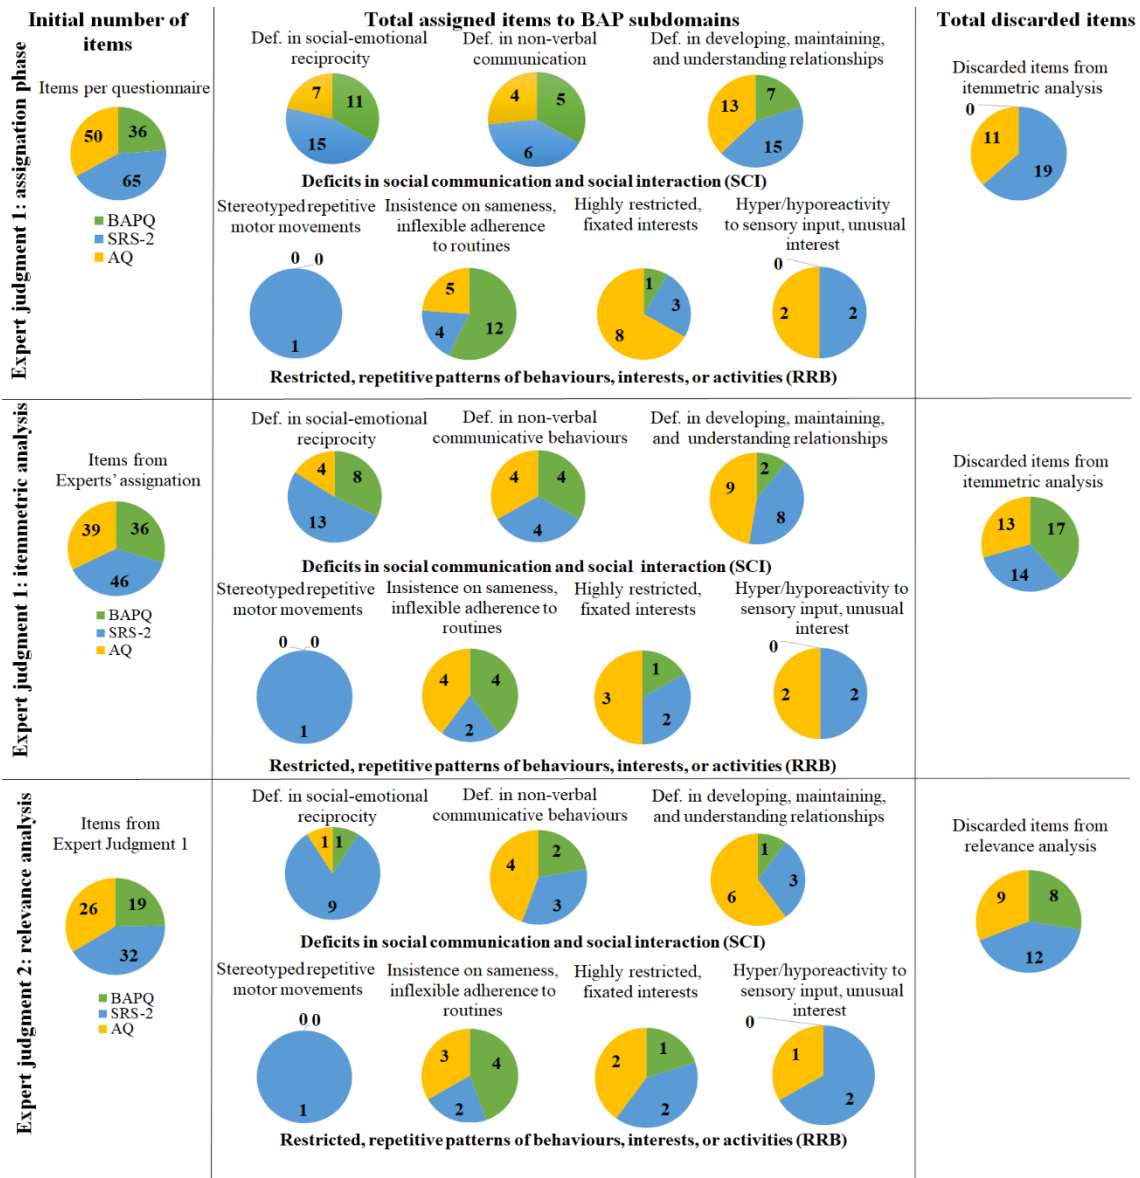 Initial number of
items
Total assigned items to BAP subdomains
Total discarded items
Expert judgment 1: assignation phase
Items per questionnaire
50
36
65
BAPQ
SRS-2
AQ
Def. in social-emotional
reciprocity
7
11
15
Def. in non-verbal
communication
4
5
6
Def. in developing, maintaining,
and understanding relationships
13
7
15
Deficits in social communication and social interaction (SCI)
Stereotyped repetitive
motor movements
0 0
1
Insistence on sameness,
inflexible adherence
to routines
5
4
12
Highly restricted,
fixated interests
1
3
8
Hyper/hyporeactivity
to sensory input, unusual
interest
0
2
2
Restricted, repetitive patterns of behaviours, interests, or activities (RRB)
Discarded items from
itemmetric analysis
0
11
19
Expert judgment 1: itemmetric analysis
Items from
Experts’ assignation
39
36
46
BAPQ
SRS-2
AQ
Def. in social-emotional
reciprocity
4
8
13
Def. in non-verbal
communicative behaviours
4
4
4
Def. in developing, maintaining,
and understanding relationships
2
9
8
Deficits in social communication and social interaction (SCI)
Stereotyped repetitive
motor movements
0 0
1
Insistence on sameness,
inflexible adherence to
routines
4
4
2
Highly restricted,
fixated interests
1
3
2
Hyper/hyporeactivity to
sensory input, unusual
interest
0
2
2
Restricted, repetitive patterns of behaviours, interests, or activities (RRB)
Discarded items from
itemmetric analysis
13
17
14
Expert judgment 2: relevance analysis
Items from
Expert Judgment 1
26
19
32
BAPQ
SRS-2
AQ
Def. in social-emotional
reciprocity
1 1
9
Def. in non-verbal
communicative behaviours
4
2
3
Def. in developing, maintaining,
and understanding relationships
1
6
3
Deficits in social communication and social interaction (SCI)
Stereotyped repetitive
motor movements
0 0
1
Insistence on sameness,
inflexible adherence to
routines
3
4
2
Highly restricted,
fixated interests
2
1
2
Hyper/hyporeactivity to
sensory input, unusual
interest
0
1
2
Restricted, repetitive patterns of behaviours, interests, or activities (RRB)
Discarded items from
relevance analysis
9
8
12